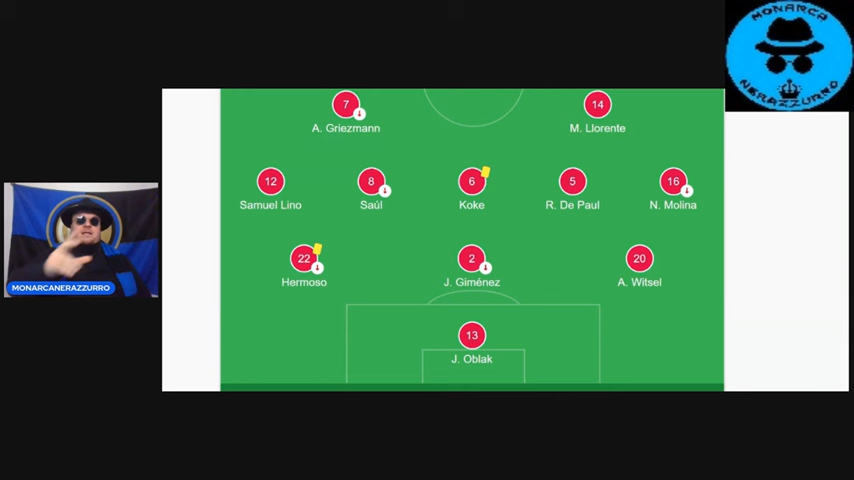 MONARCA
NERAZZURRO
7
14
A. Griezmann
M. Llorente
12
8
6
5
16
Samuel Lino
Saúl
Koke
R. De Paul
N. Molina
22
2
20
Hermoso
J. Giménez
A. Witsel
MONARCANERAZZURRO
13
J. Oblak